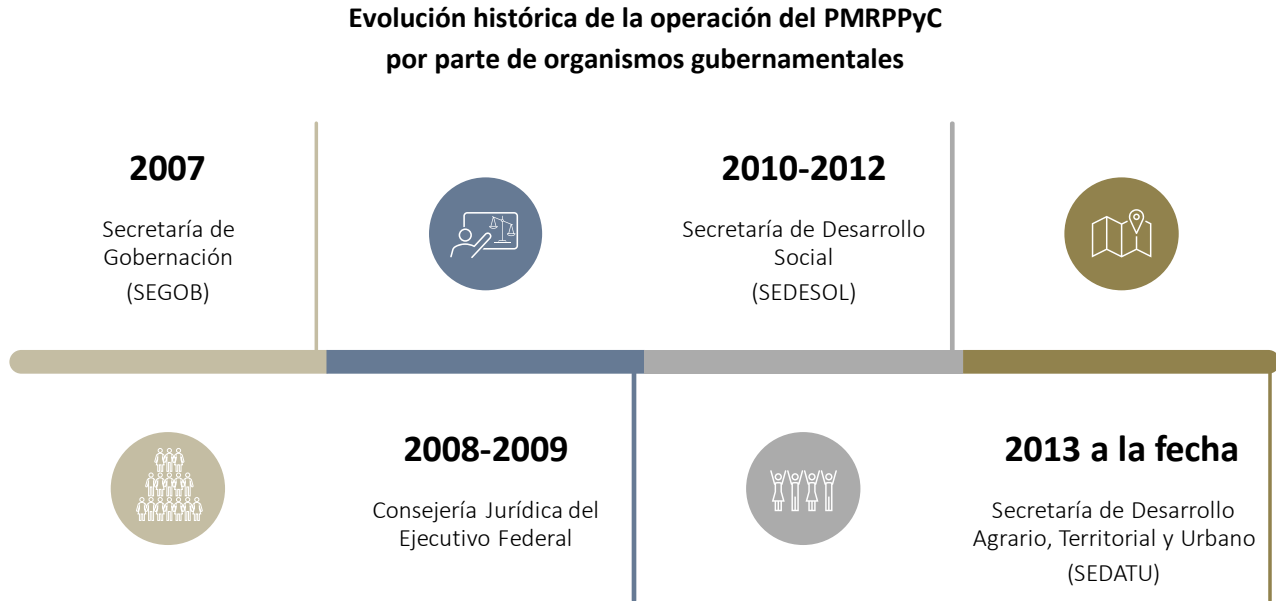 Evolución histórica de la operación del PMRPPyC
por parte de organismos gubernamentales
2007
Secretaría de
Gobernación
(SEGOB)
2008-2009
Consejería Jurídica del
Ejecutivo Federal
2010-2012
Secretaría de Desarrollo
Social
(SEDESOL)
2013 a la fecha
Secretaría de Desarrollo
Agrario, Territorial y Urbano
(SEDATU)